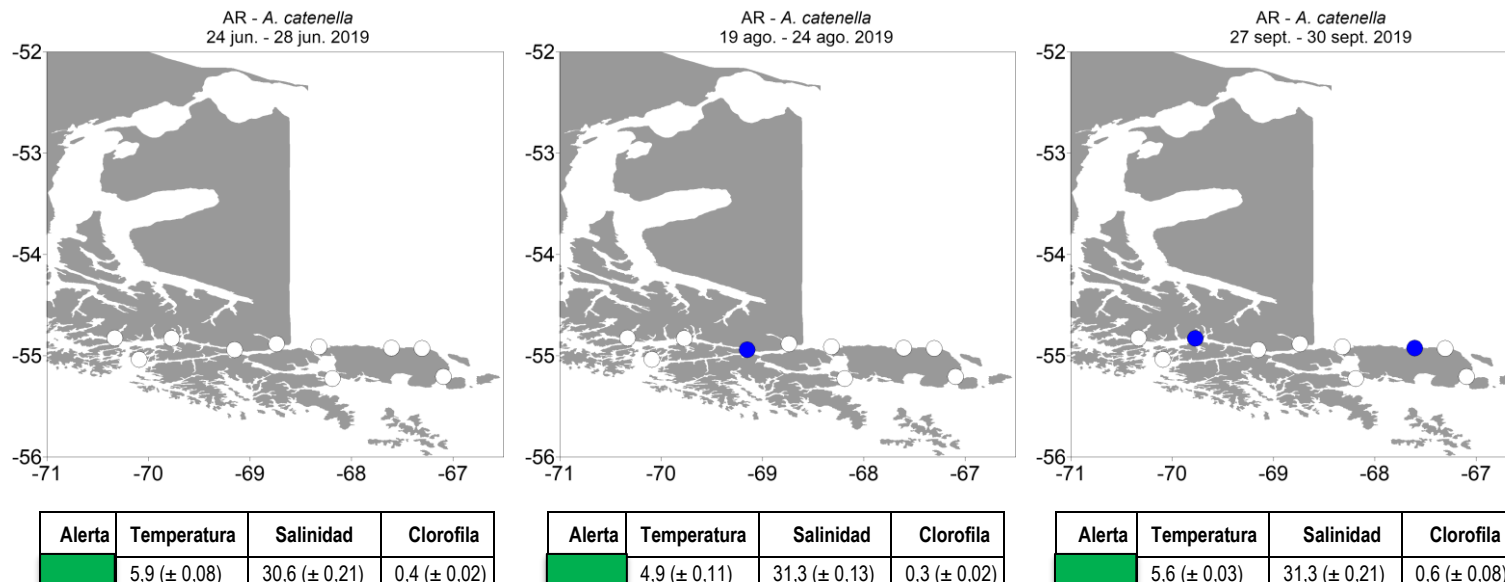 AR - A. catenella
24 jun. - 28 jun. 2019
-52
-53
-54
-55
-56
-71
-70
-69
-68
-67
Alerta Temperatura Salinidad Clorofila
5,9 (± 0,08) 30,6 (± 0,21) 0,4 (± 0,02)
AR - A. catenella
19 ago. - 24 ago. 2019
-52
-53
-54
-55
-56
-71
-70
-69
-68
-67
Alerta Temperatura Salinidad Clorofila
4,9 (± 0,11) 31,3 (± 0,13) 0,3 (± 0,02)
AR - A. catenella
27 sept. - 30 sept. 2019
-52
-53
-54
-55
-56
-71
-70
-69
-68
-67
Alerta Temperatura Salinidad Clorofila
5,6 (± 0,03) 31,3 (± 0,21) 0,6 (± 0,08)